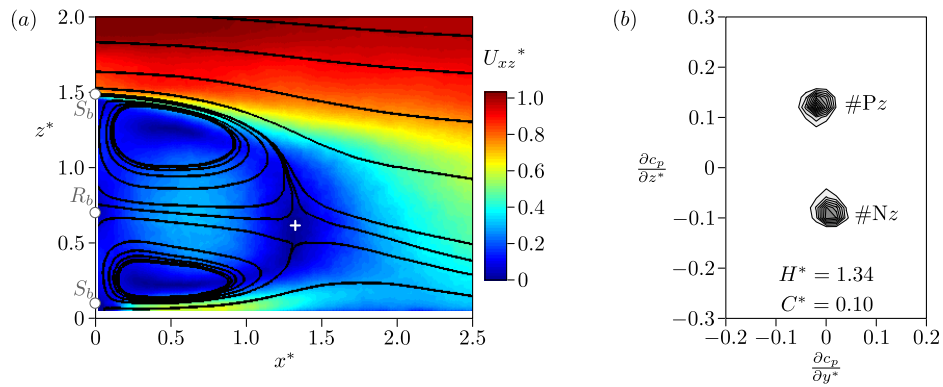 (a)
2.0
1.5
S_b
z*
1.0
R_b
0.5
S_b
0
0
0.5
1.0
1.5
2.0
2.5
x*
U_{xz}*
1.0
0.8
0.6
0.4
0.2
0
(b)
0.3
0.2
0.1
0
−0.1
−0.2
−0.3
∂c_p
∂z*
#Pz
#Nz
H* = 1.34
C* = 0.10
−0.2 −0.1 0 0.1 0.2
∂c_p
∂y*